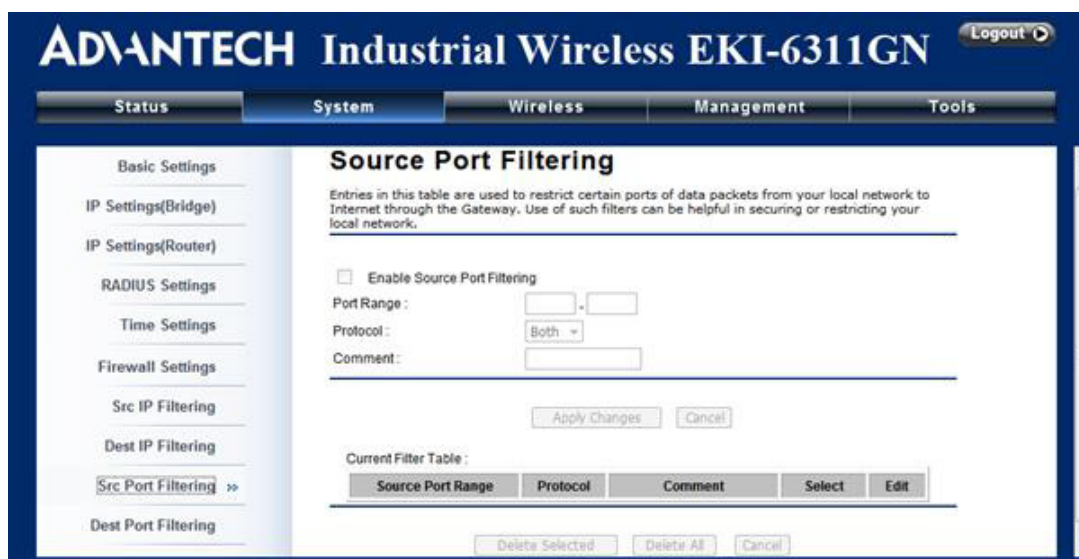 ADVANTECH Industrial Wireless EKI-6311GN Logout
Status System Wireless Management Tools
Basic Settings
IP Settings(Bridge)
IP Settings(Router)
RADIUS Settings
Time Settings
Firewall Settings
Src IP Filtering
Dest IP Filtering
Src Port Filtering »
Dest Port Filtering
Source Port Filtering
Entries in this table are used to restrict certain ports of data packets from your local network to
Internet through the Gateway. Use of such filters can be helpful in securing or restricting your
local network.
Enable Source Port Filtering
Port Range : -
Protocol : Both
Comment :
Apply Changes Cancel
Current Filter Table :
Source Port Range Protocol Comment Select Edit
Delete Selected Delete All Cancel